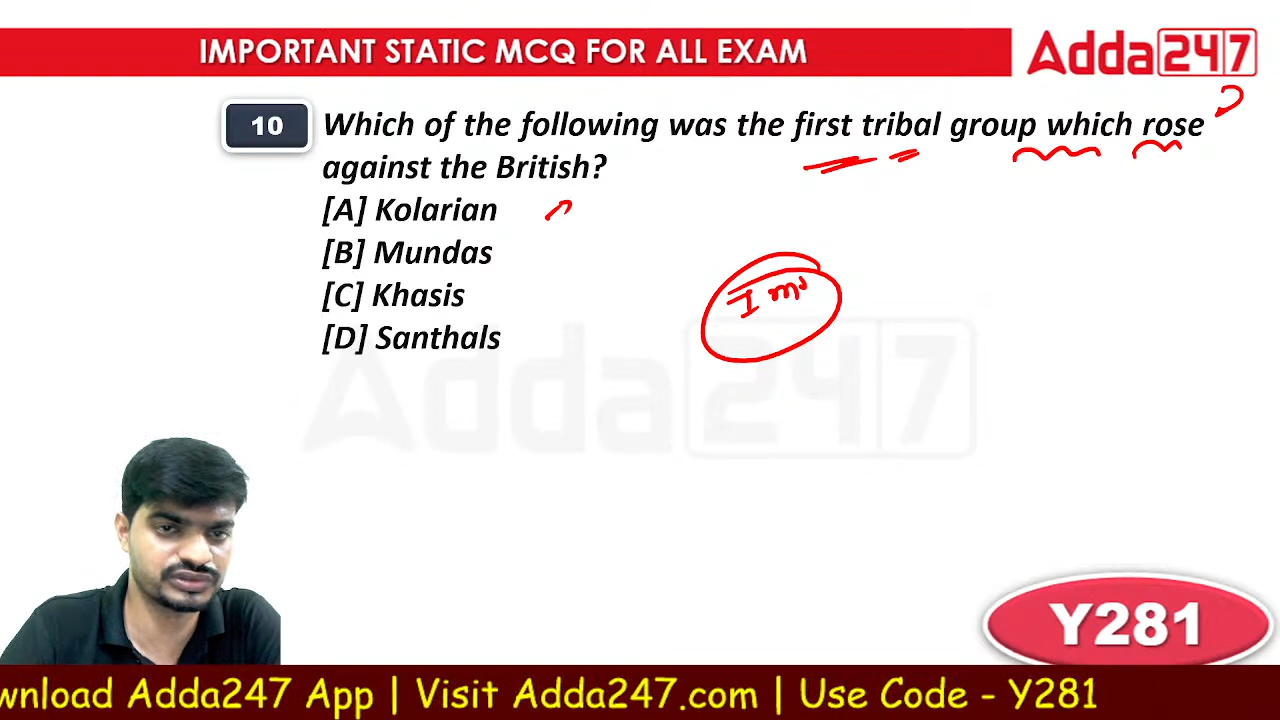 IMPORTANT STATIC MCQ FOR ALL EXAM
Adda247
10
Which of the following was the first tribal group which rose
against the British?
[A] Kolarian
[B] Mundas
[C] Khasis
[D] Santhals
I
Adda247
Y281
wnload Adda247 App | Visit Adda247.com | Use Code - Y281